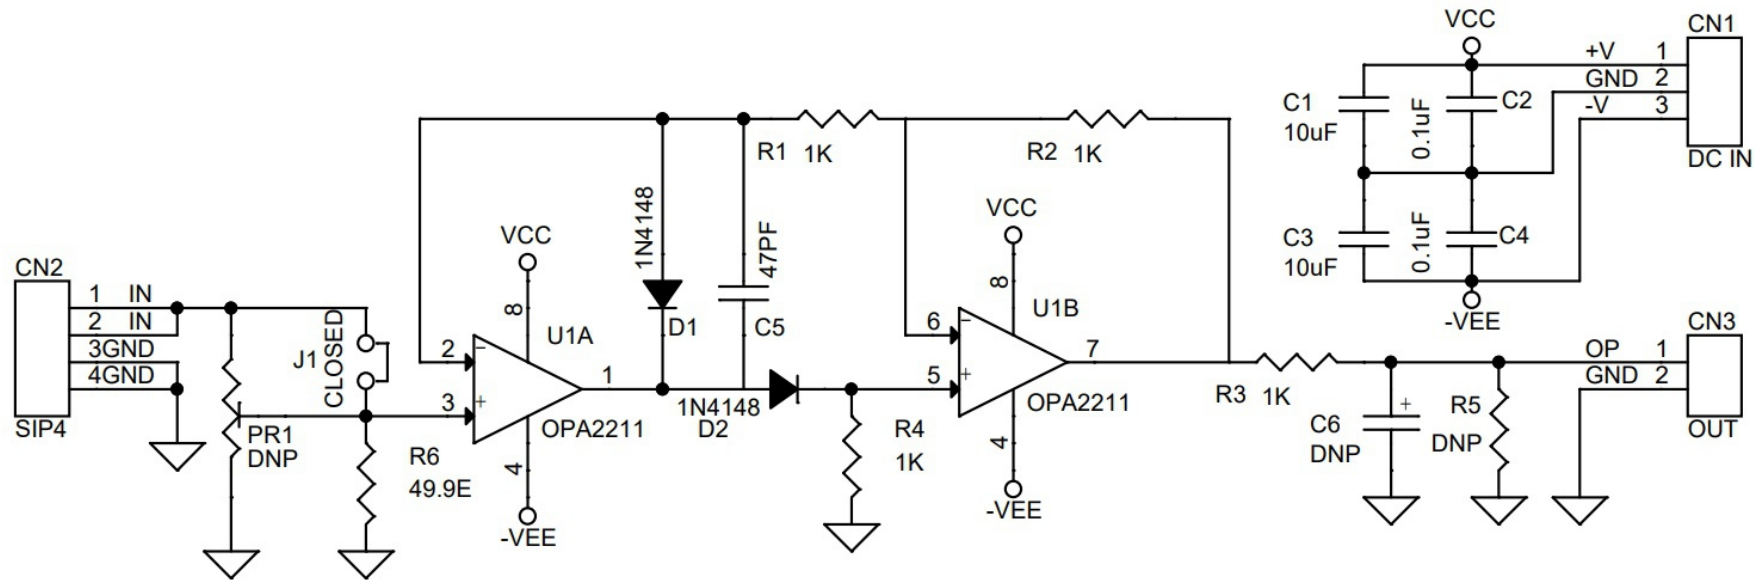 VCC
CN1
+V 1
GND 2
-V 3
C1
10uF
0.1uF
C2
DC IN
R1 1K
R2 1K
1N4148
47PF
VCC
VCC
C3
10uF
0.1uF
C4
-VEE
CN2
1 IN
2 IN
3GND
4GND
SIP4
J1
CLOSED
8
U1A
2
-
3
+
1
OPA2211
4
-VEE
D1
C5
8
U1B
6
-
5
+
7
OPA2211
4
-VEE
1N4148
D2
PR1
DNP
R6
49.9E
R4
1K
R3 1K
C6
DNP
+
R5
DNP
CN3
OP 1
GND 2
OUT